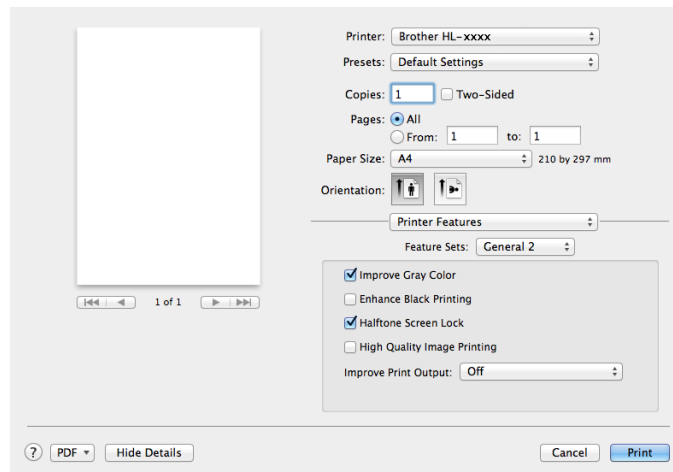 Printer: Brother HL-xxxx
Presets: Default Settings
Copies: 1 Two-Sided
Pages: All
From: 1 to: 1
Paper Size: A4 210 by 297 mm
Orientation:
Printer Features
Feature Sets: General 2
Improve Gray Color
1 of 1
Enhance Black Printing
Halftone Screen Lock
High Quality Image Printing
Improve Print Output: Off
? PDF Hide Details Cancel Print